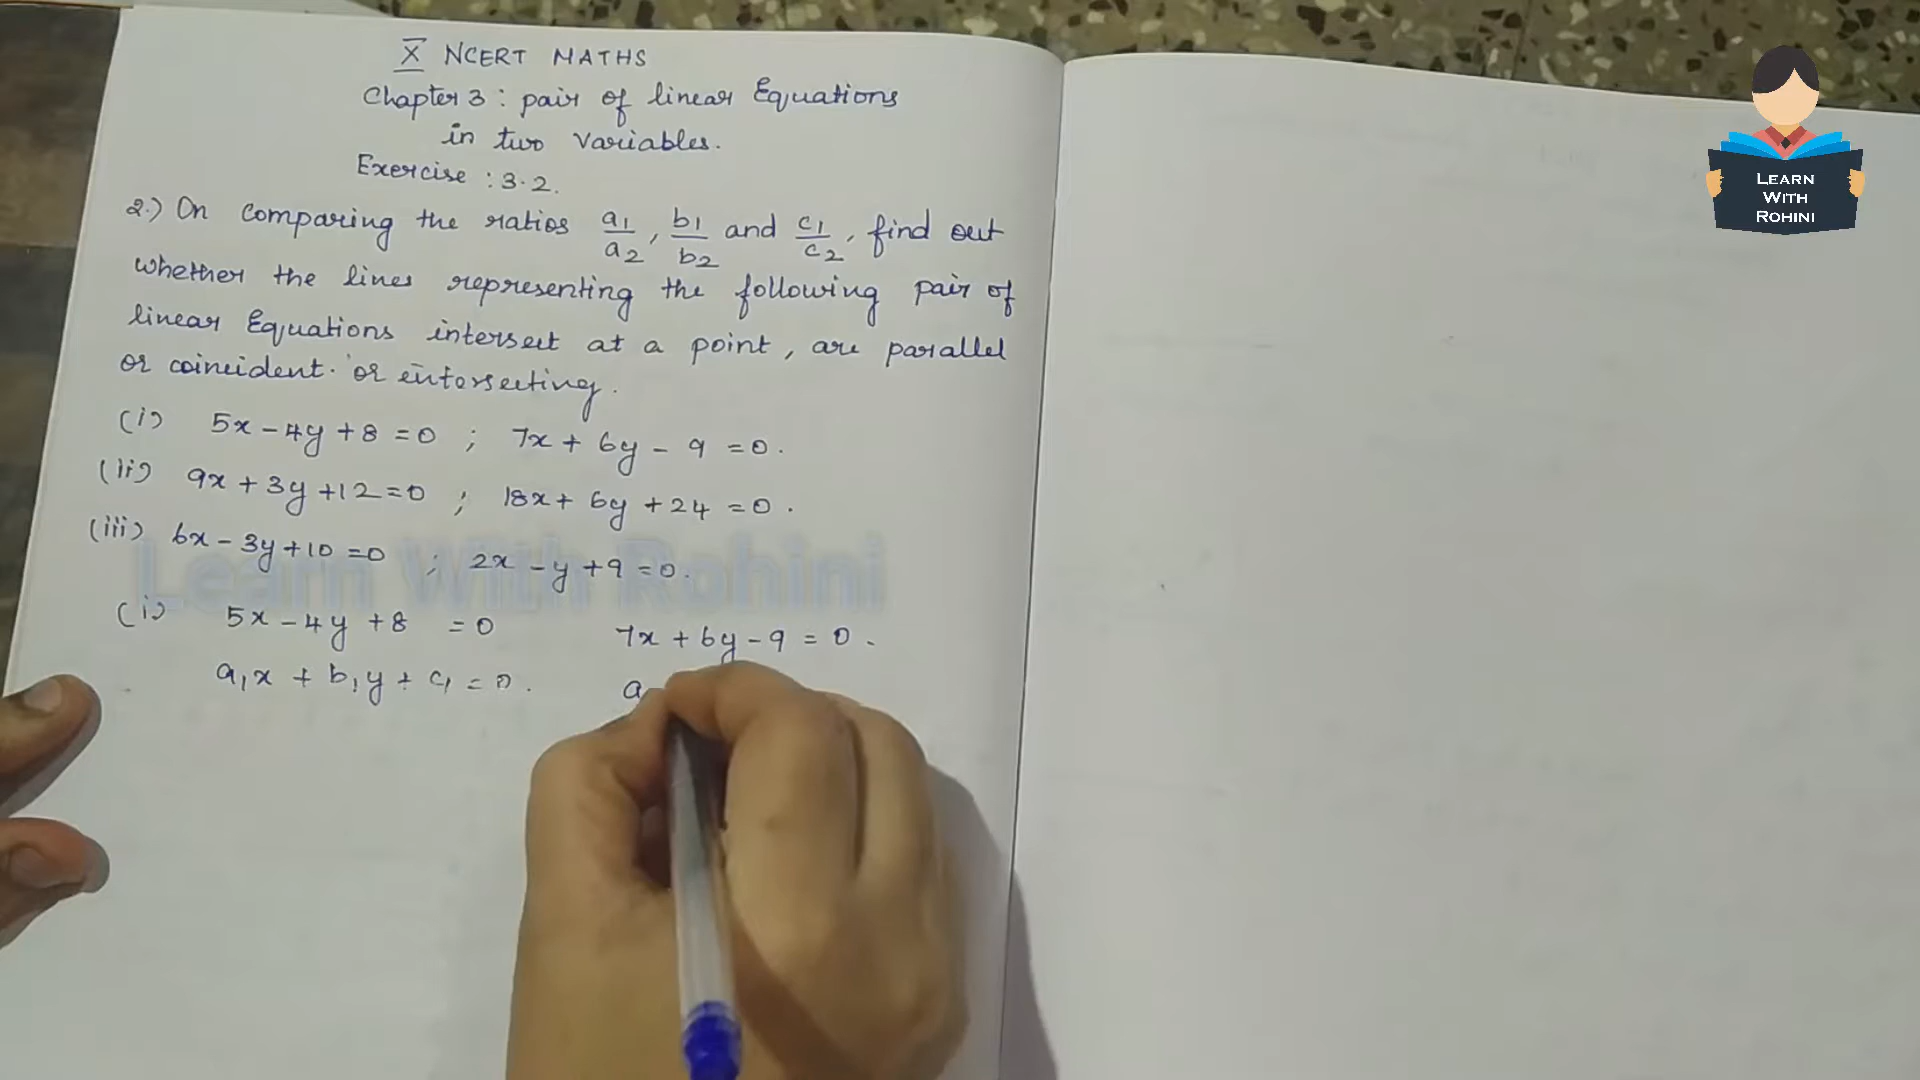 X NCERT MATHS
Chapter 3 : pair of linear Equations
in two variables.
Exercise : 3.2.
2.) On comparing the ratios a1/a2, b1/b2 and c1/c2, find out
whether the lines representing the following pair of
linear Equations intersect at a point, are parallel
or coincident. or intersecting.
(i) 5x - 4y + 8 = 0 ; 7x + 6y - 9 = 0.
(ii) 9x + 3y + 12 = 0 ; 18x + 6y + 24 = 0.
(iii) 6x - 3y + 10 = 0 ; 2x - y + 9 = 0.
(i) 5x - 4y + 8 = 0 7x + 6y - 9 = 0.
a1x + b1y + c1 = 0. a
Learn With Rohini
LEARN
WITH
ROHINI